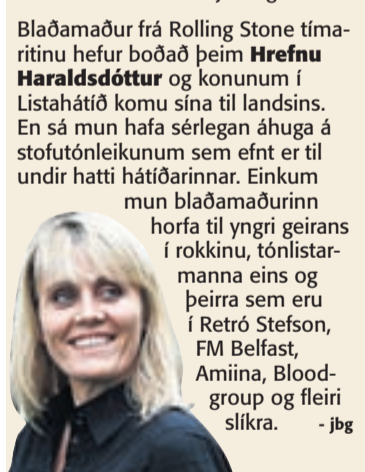 Blaðamaður frá Rolling Stone tíma-
ritinu hefur boðað þeim Hrefnu
Haraldsdóttur og konunum í
Listahátíð komu sína til landsins.
En sá mun hafa sérlegan áhuga á
stofutónleikunum sem efnt er til
undir hatti hátíðarinnar. Einkum
mun blaðamaðurinn
horfa til yngri geirans
í rokkinu, tónlistar-
manna eins og
þeirra sem eru
í Retró Stefson,
FM Belfast,
Amiina, Blood-
group og fleiri
slíkra. - jbg